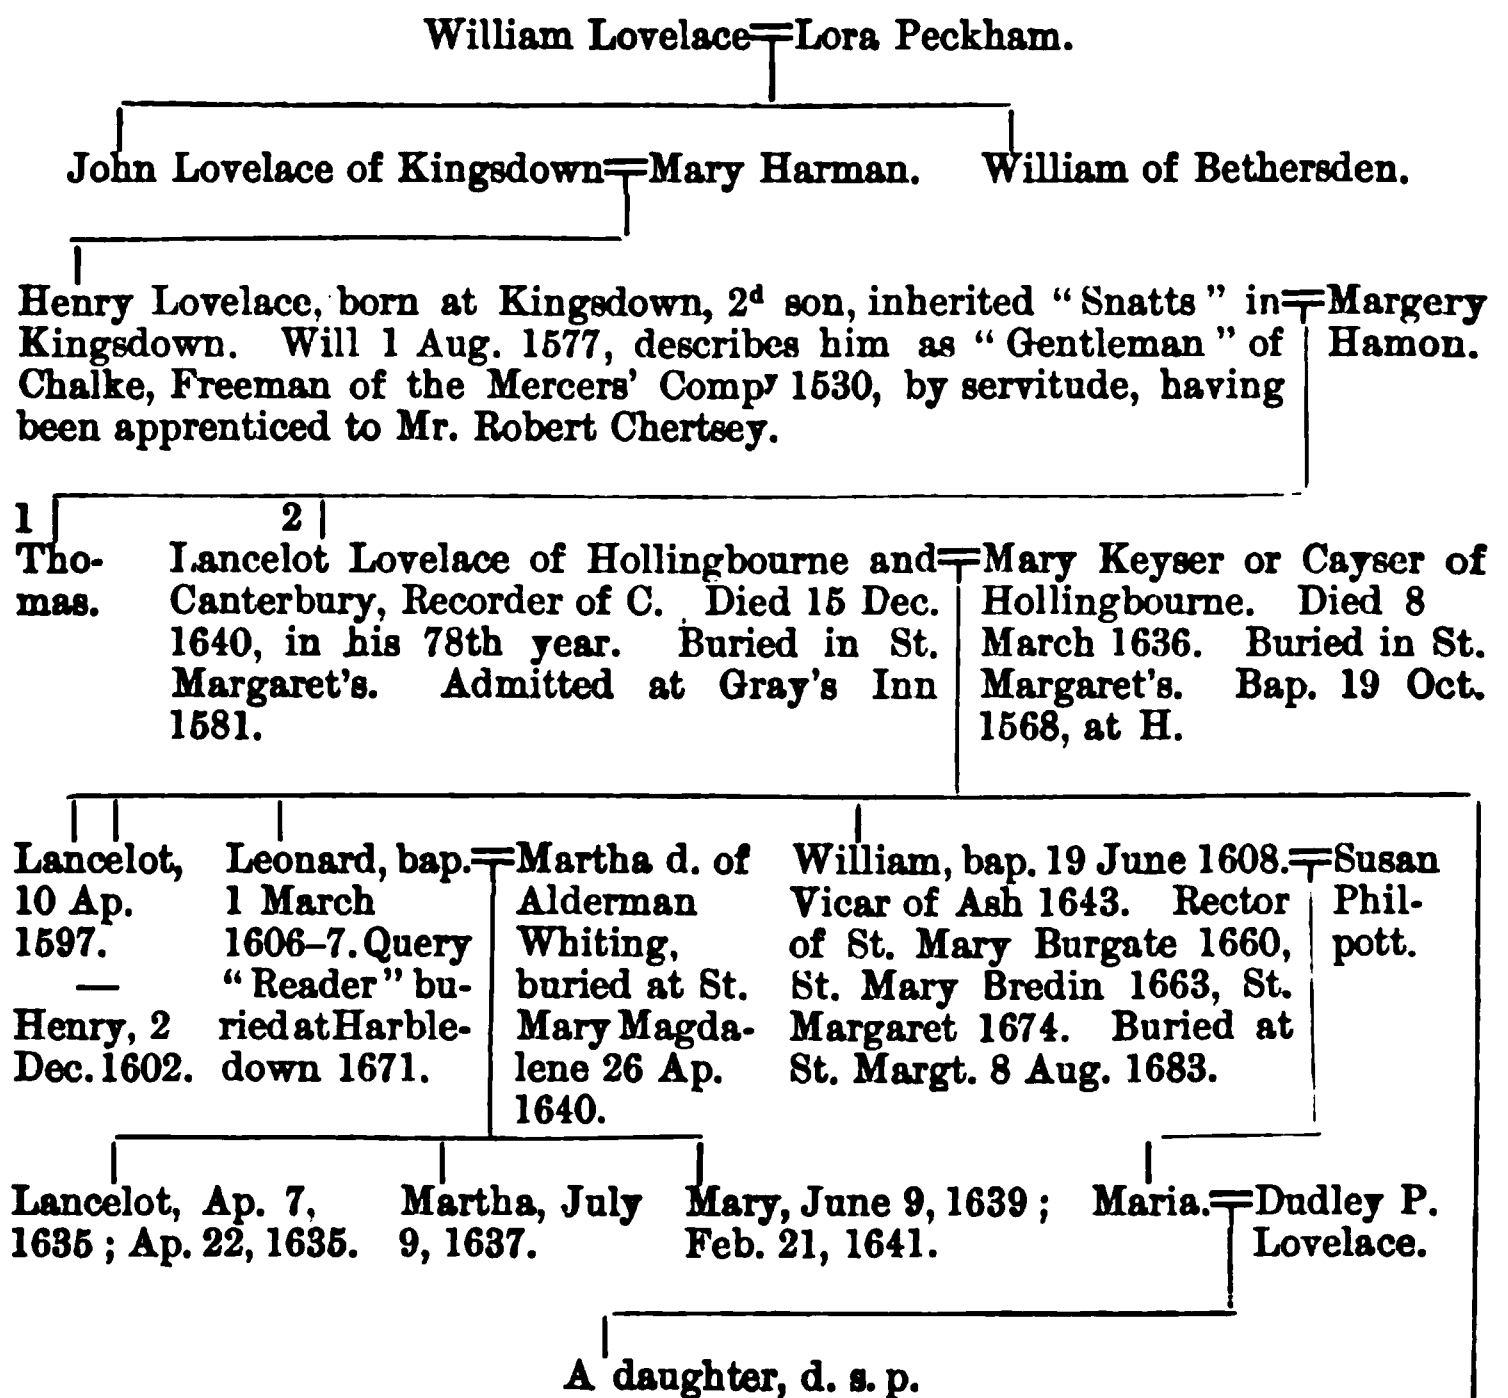 William Lovelace Lora Peckham.
John Lovelace of Kingsdown Mary Harman. William of Bethersden.
Henry Lovelace, born at Kingsdown, 2d son, inherited “Snatts” in
Kingsdown. Will 1 Aug. 1577, describes him as “Gentleman” of
Chalke, Freeman of the Mercers' Compy 1530, by servitude, having
been apprenticed to Mr. Robert Chertsey.
Margery
Hamon.
1
Tho-
mas.
2
Lancelot Lovelace of Hollingbourne and
Canterbury, Recorder of C. Died 15 Dec.
1640, in his 78th year. Buried in St.
Margaret's. Admitted at Gray's Inn
1581.
Mary Keyser or Cayser of
Hollingbourne. Died 8
March 1636. Buried in St.
Margaret's. Bap. 19 Oct.
1568, at H.
Lancelot,
10 Ap.
1597.
—
Henry, 2
Dec. 1602.
Leonard, bap.
1 March
1606–7. Query
“Reader” bu-
ried at Harble-
down 1671.
Martha d. of
Alderman
Whiting,
buried at St.
Mary Magda-
lene 26 Ap.
1640.
William, bap. 19 June 1608.
Vicar of Ash 1643. Rector
of St. Mary Burgate 1660,
St. Mary Bredin 1663, St.
Margaret 1674. Buried at
St. Margt. 8 Aug. 1683.
Susan
Phil-
pott.
Lancelot, Ap. 7,
1635; Ap. 22, 1635.
Martha, July
9, 1637.
Mary, June 9, 1639;
Feb. 21, 1641.
Maria.
Dudley P.
Lovelace.
A daughter, d. s. p.